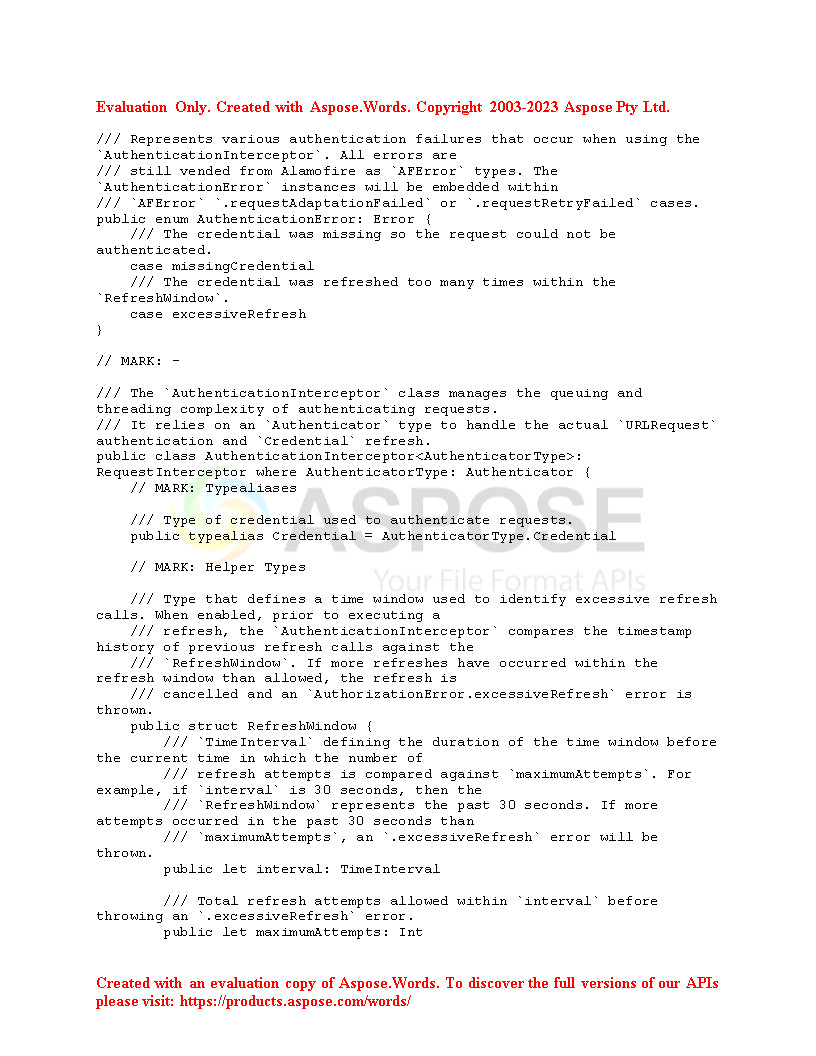 Evaluation Only. Created with Aspose.Words. Copyright 2003-2023 Aspose Pty Ltd.
/// Represents various authentication failures that occur when using the
`AuthenticationInterceptor`. All errors are
/// still vended from Alamofire as `AFError` types. The
`AuthenticationError` instances will be embedded within
/// `AFError` `.requestAdaptationFailed` or `.requestRetryFailed` cases.
public enum AuthenticationError: Error {
    /// The credential was missing so the request could not be
authenticated.
    case missingCredential
    /// The credential was refreshed too many times within the
`RefreshWindow`.
    case excessiveRefresh
}
// MARK: -
/// The `AuthenticationInterceptor` class manages the queuing and
threading complexity of authenticating requests.
/// It relies on an `Authenticator` type to handle the actual `URLRequest`
authentication and `Credential` refresh.
public class AuthenticationInterceptor<AuthenticatorType>:
RequestInterceptor where AuthenticatorType: Authenticator {
    // MARK: Typealiases
ASPOSE
    /// Type of credential used to authenticate requests.
    public typealias Credential = AuthenticatorType.Credential
    // MARK: Helper Types
Your File Format APIs
    /// Type that defines a time window used to identify excessive refresh
calls. When enabled, prior to executing a
    /// refresh, the `AuthenticationInterceptor` compares the timestamp
history of previous refresh calls against the
    /// `RefreshWindow`. If more refreshes have occurred within the
refresh window than allowed, the refresh is
    /// cancelled and an `AuthorizationError.excessiveRefresh` error is
thrown.
    public struct RefreshWindow {
        /// `TimeInterval` defining the duration of the time window before
the current time in which the number of
        /// refresh attempts is compared against `maximumAttempts`. For
example, if `interval` is 30 seconds, then the
        /// `RefreshWindow` represents the past 30 seconds. If more
attempts occurred in the past 30 seconds than
        /// `maximumAttempts`, an `.excessiveRefresh` error will be
thrown.
        public let interval: TimeInterval
        /// Total refresh attempts allowed within `interval` before
throwing an `.excessiveRefresh` error.
        public let maximumAttempts: Int
Created with an evaluation copy of Aspose.Words. To discover the full versions of our APIs
please visit: https://products.aspose.com/words/